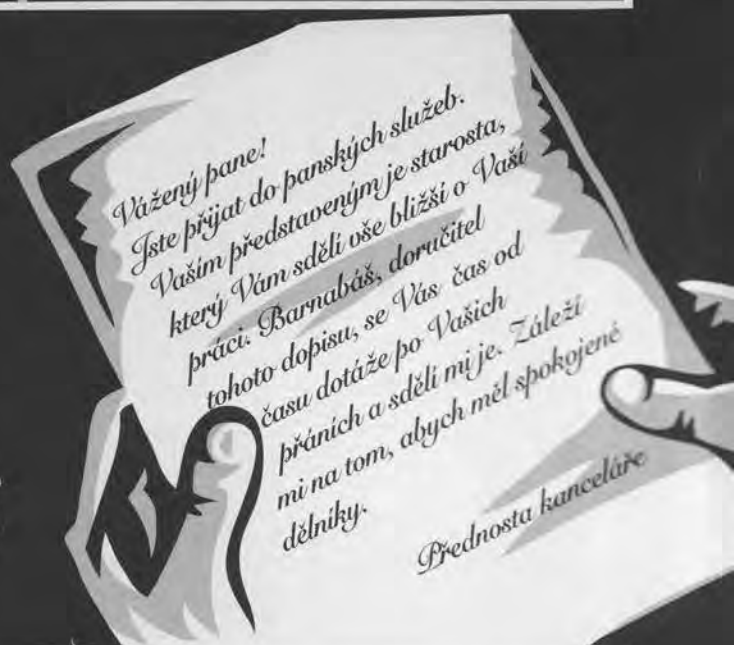 Vážený pane!
Jste přijat do panských služeb.
Vaším představeným je starosta,
který Vám sdělí vše bližší o Vaší
práci. Barnabáš, doručitel
tohoto dopisu, se Vás čas od
času dotáže po Vašich
přáních a sdělí mi je. Záleží
mi na tom, abych měl spokojené
dělníky.
Přednosta kanceláře